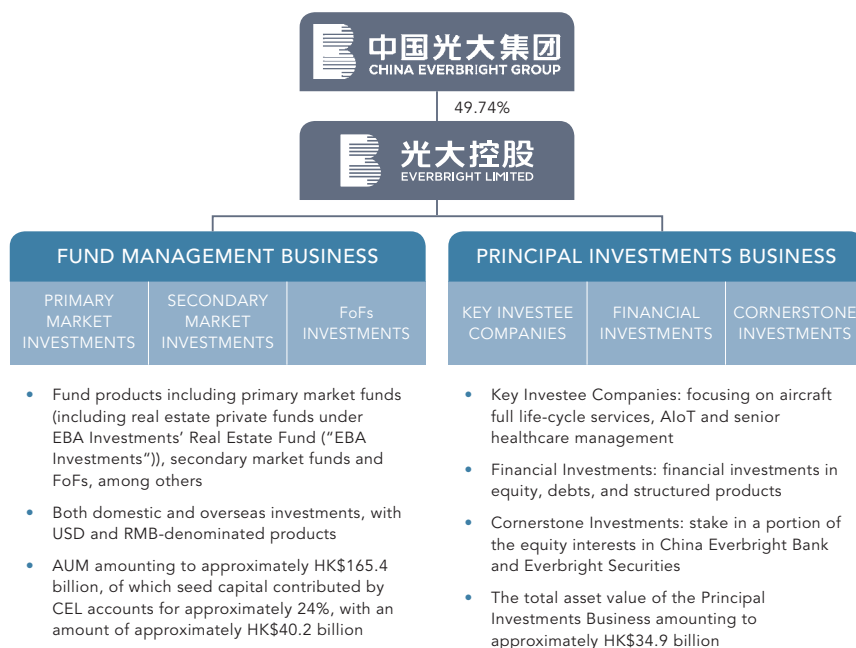 中国光大集团
CHINA EVERBRIGHT GROUP
49.74%
光大控股
EVERBRIGHT LIMITED
FUND MANAGEMENT BUSINESS
PRIMARY
MARKET
INVESTMENTS
SECONDARY
MARKET
INVESTMENTS
FoFs
INVESTMENTS
• Fund products including primary market funds
(including real estate private funds under
EBA Investments’ Real Estate Fund (“EBA
Investments”)), secondary market funds and
FoFs, among others
• Both domestic and overseas investments, with
USD and RMB-denominated products
• AUM amounting to approximately HK$165.4
billion, of which seed capital contributed by
CEL accounts for approximately 24%, with an
amount of approximately HK$40.2 billion
PRINCIPAL INVESTMENTS BUSINESS
KEY INVESTEE
COMPANIES
FINANCIAL
INVESTMENTS
CORNERSTONE
INVESTMENTS
• Key Investee Companies: focusing on aircraft
full life-cycle services, AIoT and senior
healthcare management
• Financial Investments: financial investments in
equity, debts, and structured products
• Cornerstone Investments: stake in a portion of
the equity interests in China Everbright Bank
and Everbright Securities
• The total asset value of the Principal
Investments Business amounting to
approximately HK$34.9 billion